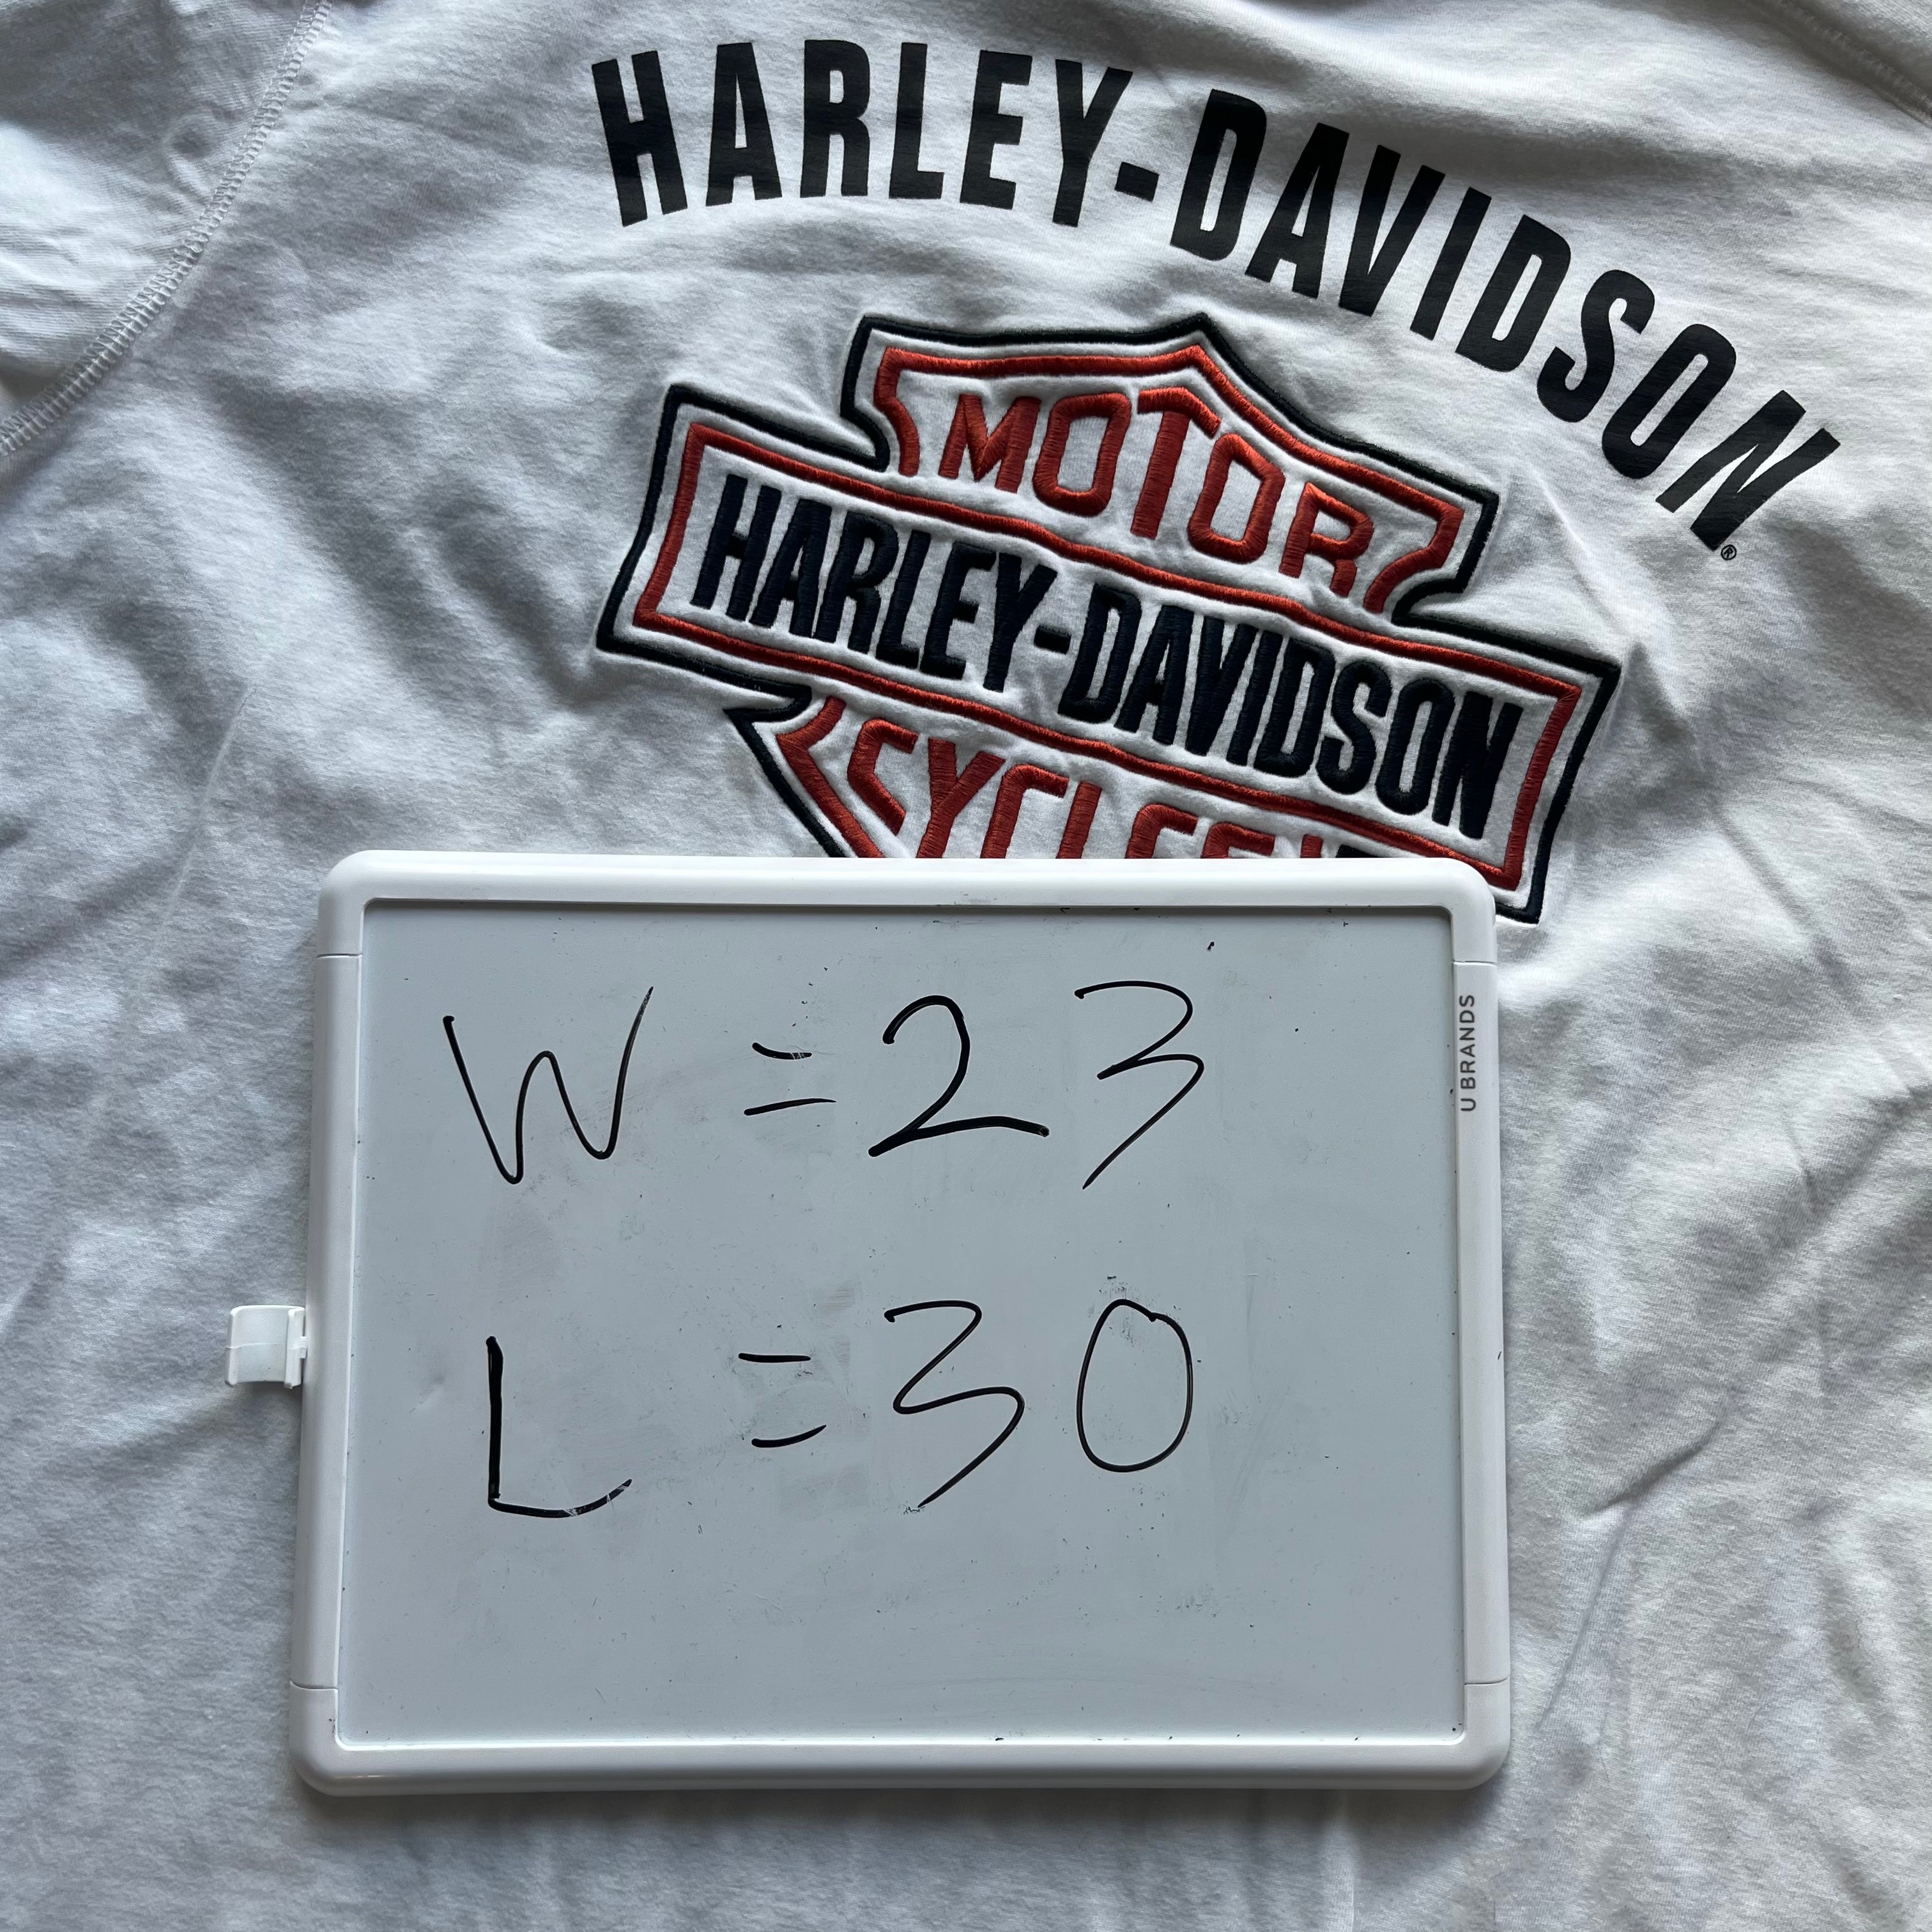 HARLEY-DAVIDSON®
MOTOR
HARLEY-DAVIDSON
W = 23
U BRANDS
L = 30